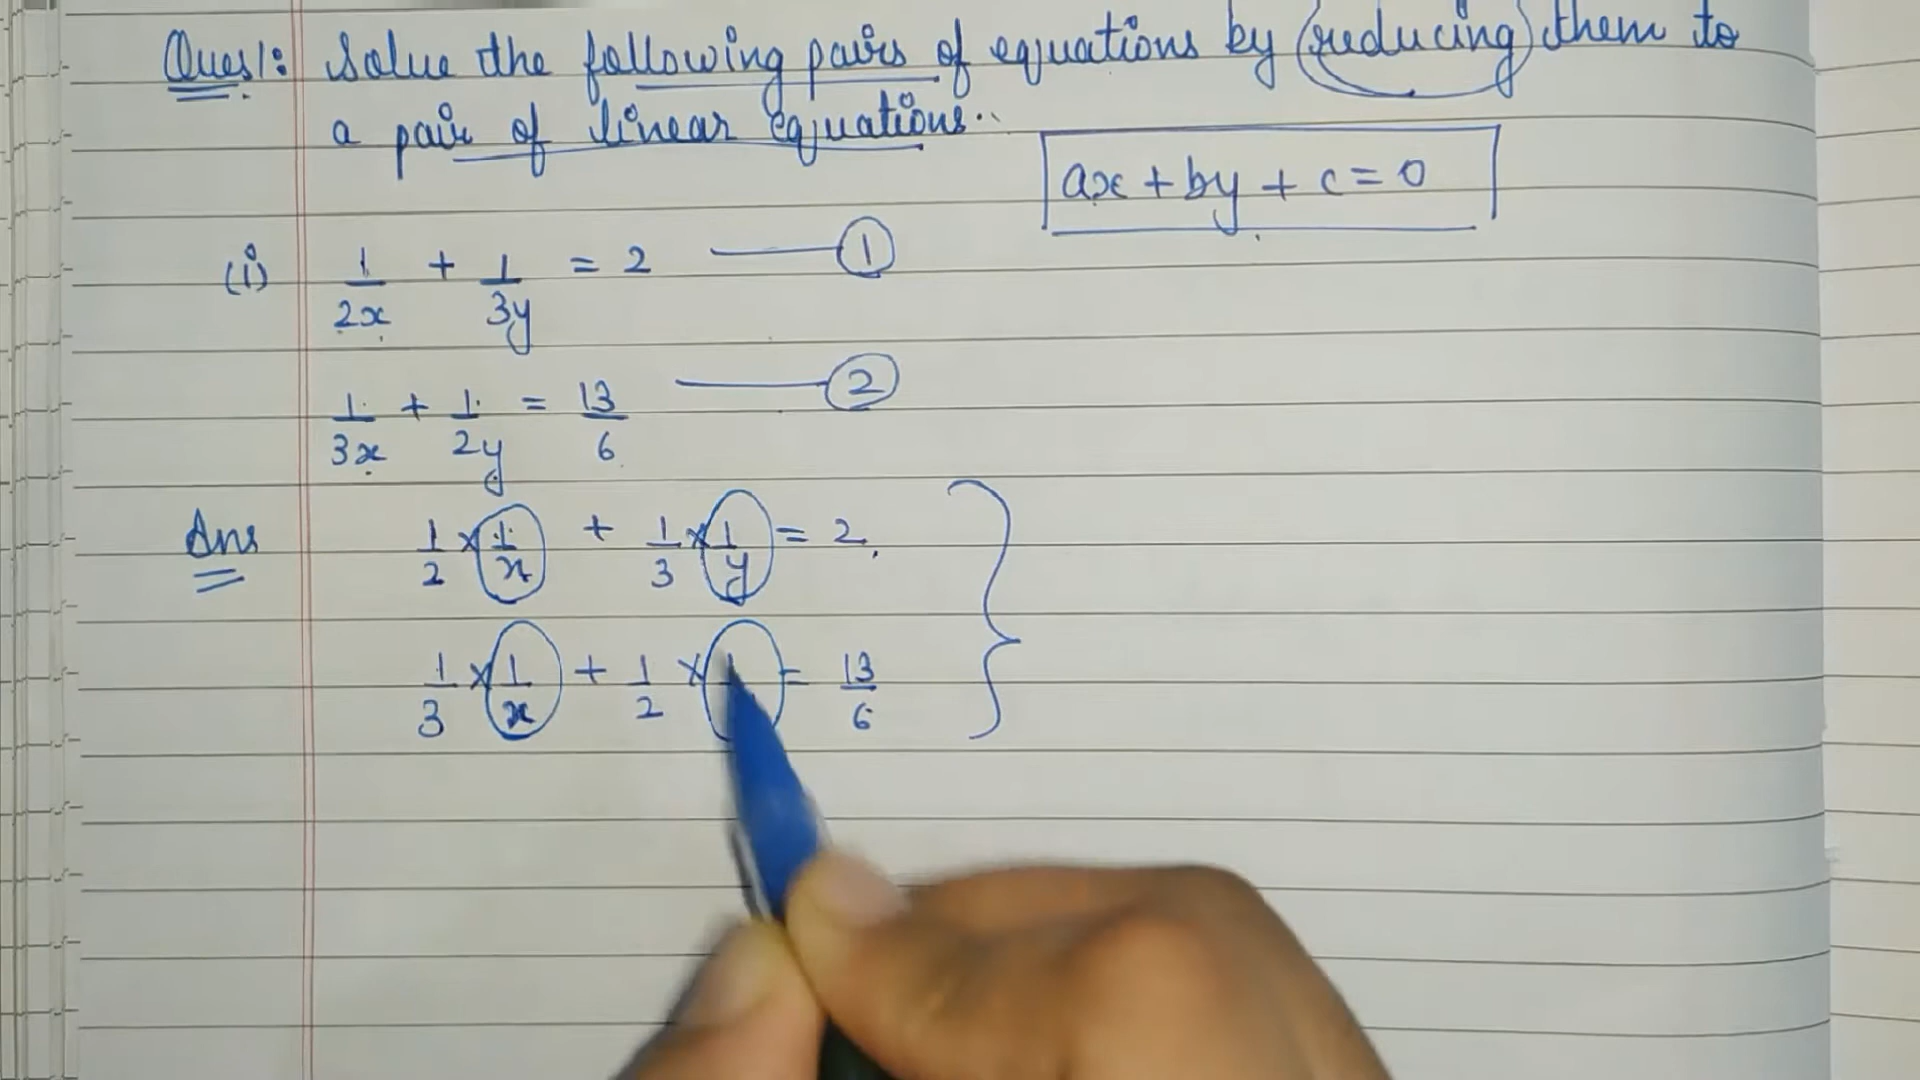 Ques1: Solve the following pairs of equations by reducing them to
a pair of linear equations.
ax + by + c = 0
(i) 1/2x + 1/3y = 2 —— 1
1/3x + 1/2y = 13/6 —— 2
Ans 1/2 × 1/x + 1/3 × 1/y = 2
1/3 × 1/x + 1/2 × 1 = 13/6